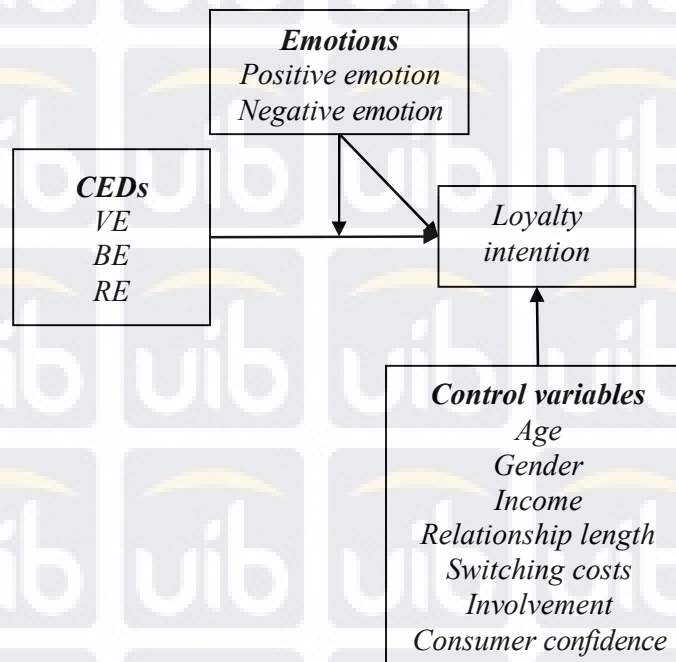 Emotions
Positive emotion
Negative emotion
CEDs
VE
BE
RE
Loyalty
intention
Control variables
Age
Gender
Income
Relationship length
Switching costs
Involvement
Consumer confidence
uib